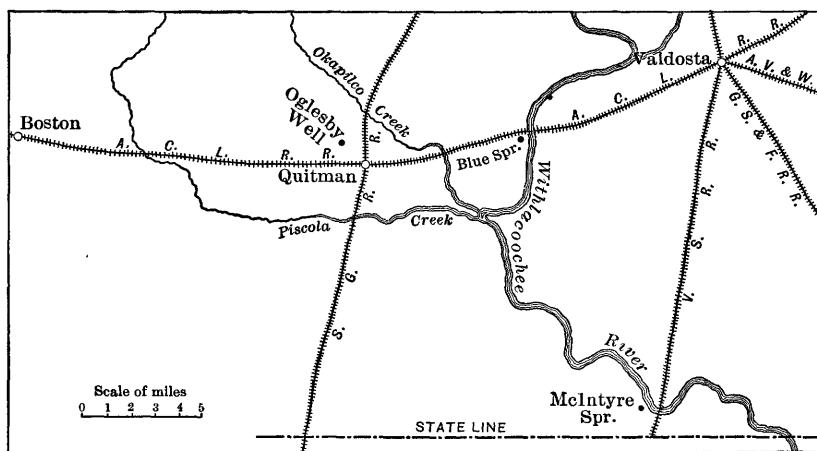 Okapilco
Creek
Valdosta
R. R.
A. V. & W.
G. S. & F. R. R.
Oglesby
Well
R.
Boston
A. C. L. R. R.
A. C. L.
Blue Spr.
Quitman
Withlacoochee
River
R.
Piscola Creek
G.
S.
R.
R.
S.
V.
Scale of miles
0 1 2 3 4 5
McIntyre
Spr.
STATE LINE